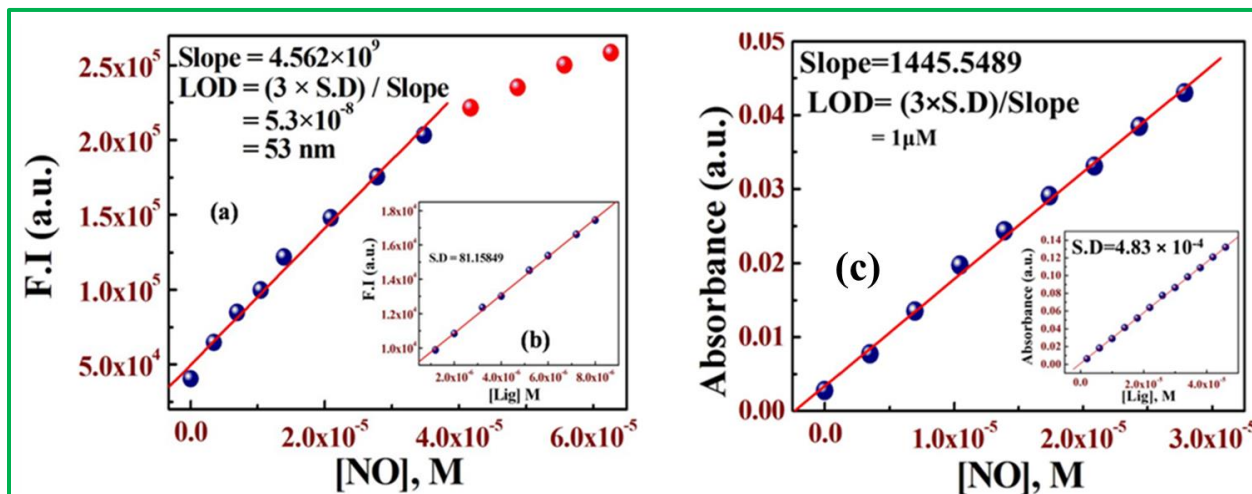 Slope = 4.562×10⁹
LOD = (3 × S.D) / Slope
= 5.3×10⁻⁸
= 53 nm
(a)
2.5x10⁵
2.0x10⁵
1.5x10⁵
1.0x10⁵
5.0x10⁴
F.I (a.u.)
0.0
2.0x10⁻⁵
4.0x10⁻⁵
6.0x10⁻⁵
[NO], M
S.D = 81.15849
(b)
1.8x10⁴
1.6x10⁴
1.4x10⁴
1.2x10⁴
1.0x10⁴
F.I (a.u.)
2.0x10⁻⁶
4.0x10⁻⁶
6.0x10⁻⁶
8.0x10⁻⁶
[Lig] M
Slope=1445.5489
LOD= (3×S.D)/Slope
= 1μM
(c)
0.05
0.04
0.03
0.02
0.01
0.00
Absorbance (a.u.)
0.0
1.0x10⁻⁵
2.0x10⁻⁵
3.0x10⁻⁵
[NO], M
S.D=4.83 × 10⁻⁴
0.14
0.12
0.10
0.08
0.06
0.04
0.02
0.00
Absorbance (a.u.)
0.0
2.0x10⁻⁵
4.0x10⁻⁵
[Lig], M